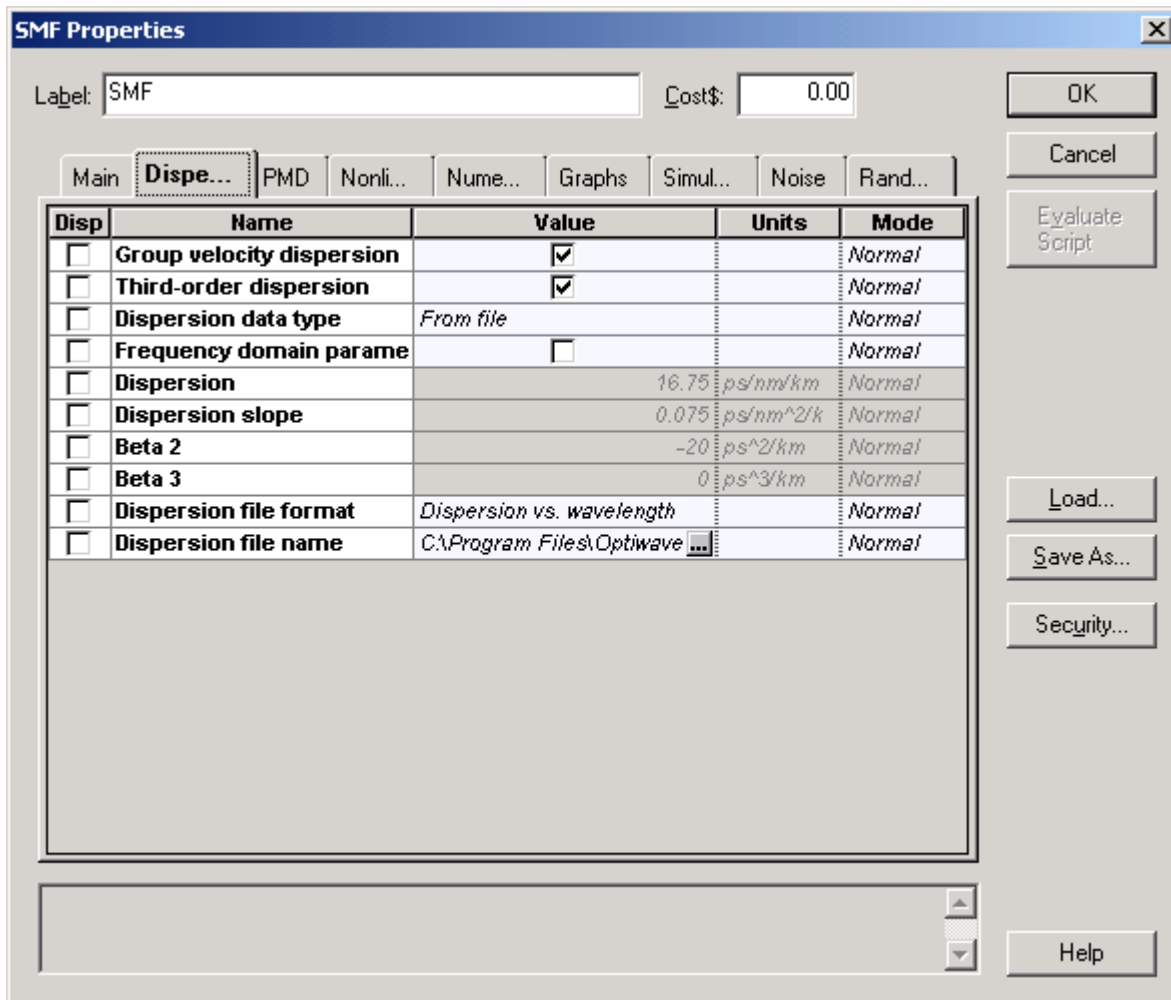 SMF Properties
Label: SMF
Cost$: 0.00
OK
Cancel
Evaluate Script
Main Dispe... PMD Nonli... Nume... Graphs Simul... Noise Rand...
Disp Name Value Units Mode
Group velocity dispersion Normal
Third-order dispersion Normal
Dispersion data type From file Normal
Frequency domain parame Normal
Dispersion 16.75 ps/nm/km Normal
Dispersion slope 0.075 ps/nm^2/k Normal
Beta 2 -20 ps^2/km Normal
Beta 3 0 ps^3/km Normal
Dispersion file format Dispersion vs. wavelength Normal
Dispersion file name C:\Program Files\Optiwave ... Normal
Load...
Save As...
Security...
Help